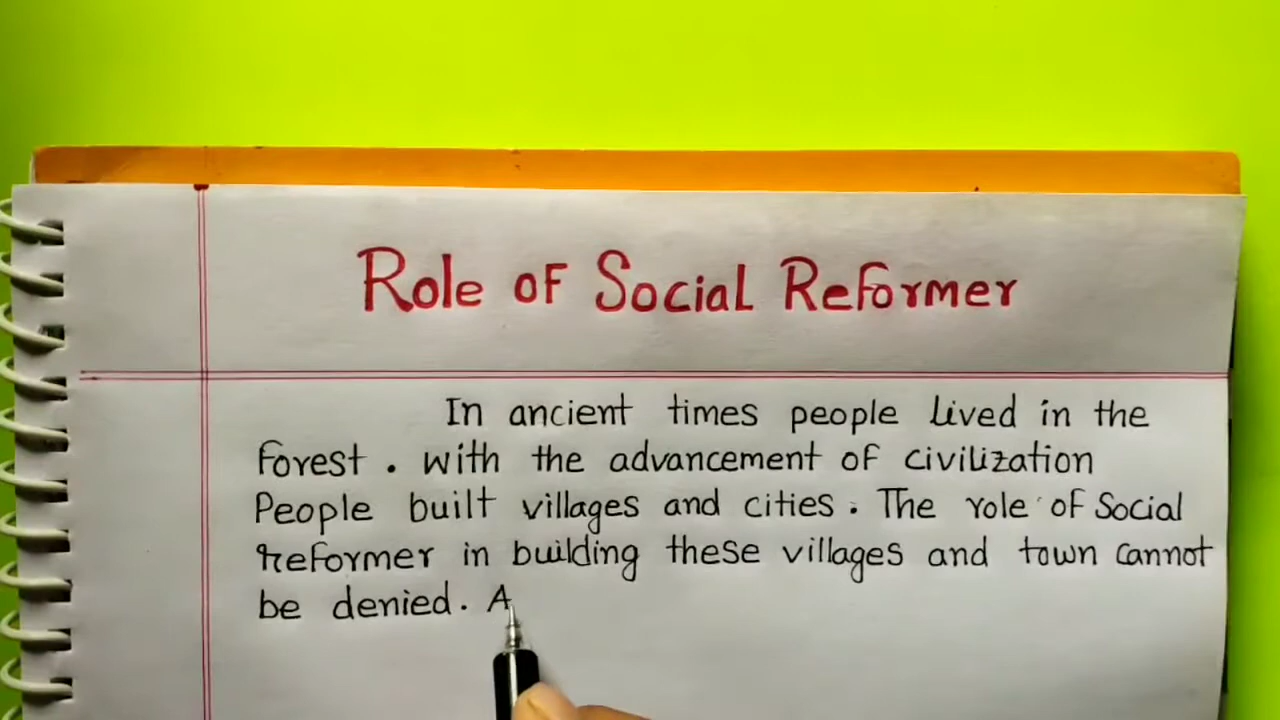 Role of Social Reformer
In ancient times people lived in the
forest. with the advancement of civilization
People built villages and cities. The role of Social
reformer in building these villages and town cannot
be denied. A